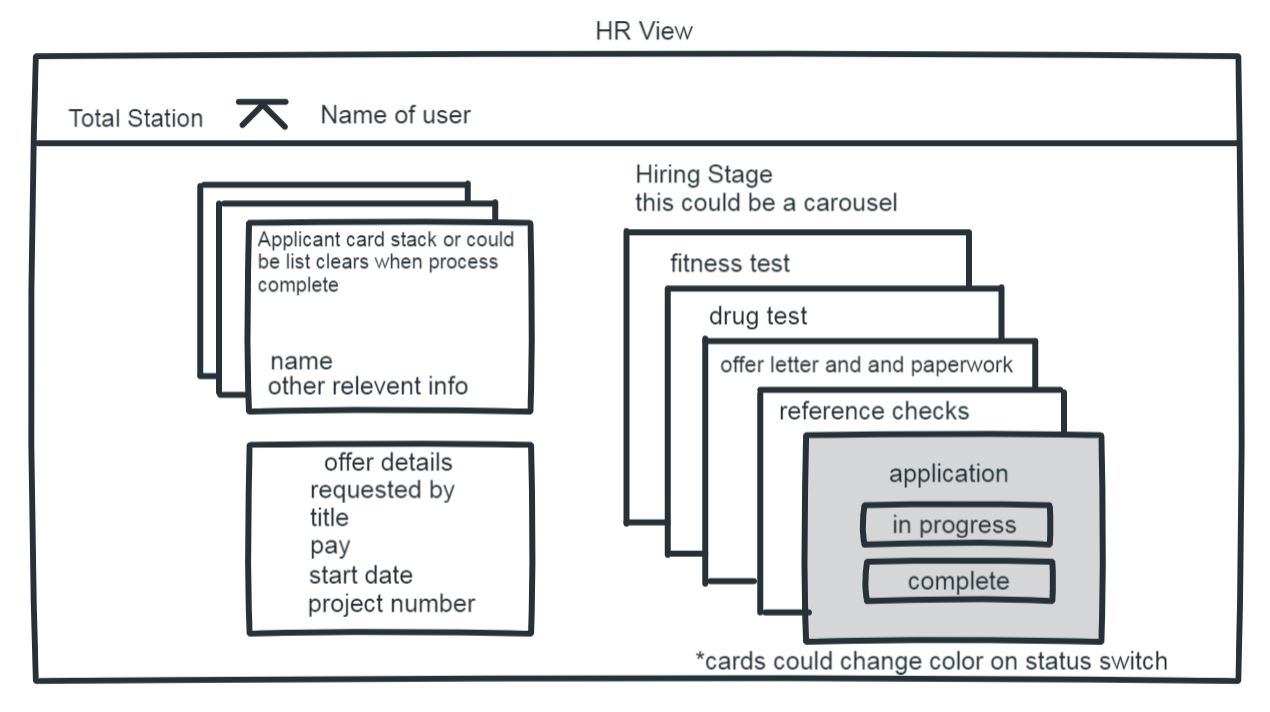 HR View
Total Station
Name of user
Applicant card stack or could
be list clears when process
complete
name
other relevent info
offer details
requested by
title
pay
start date
project number
Hiring Stage
this could be a carousel
fitness test
drug test
offer letter and and paperwork
reference checks
application
in progress
complete
*cards could change color on status switch